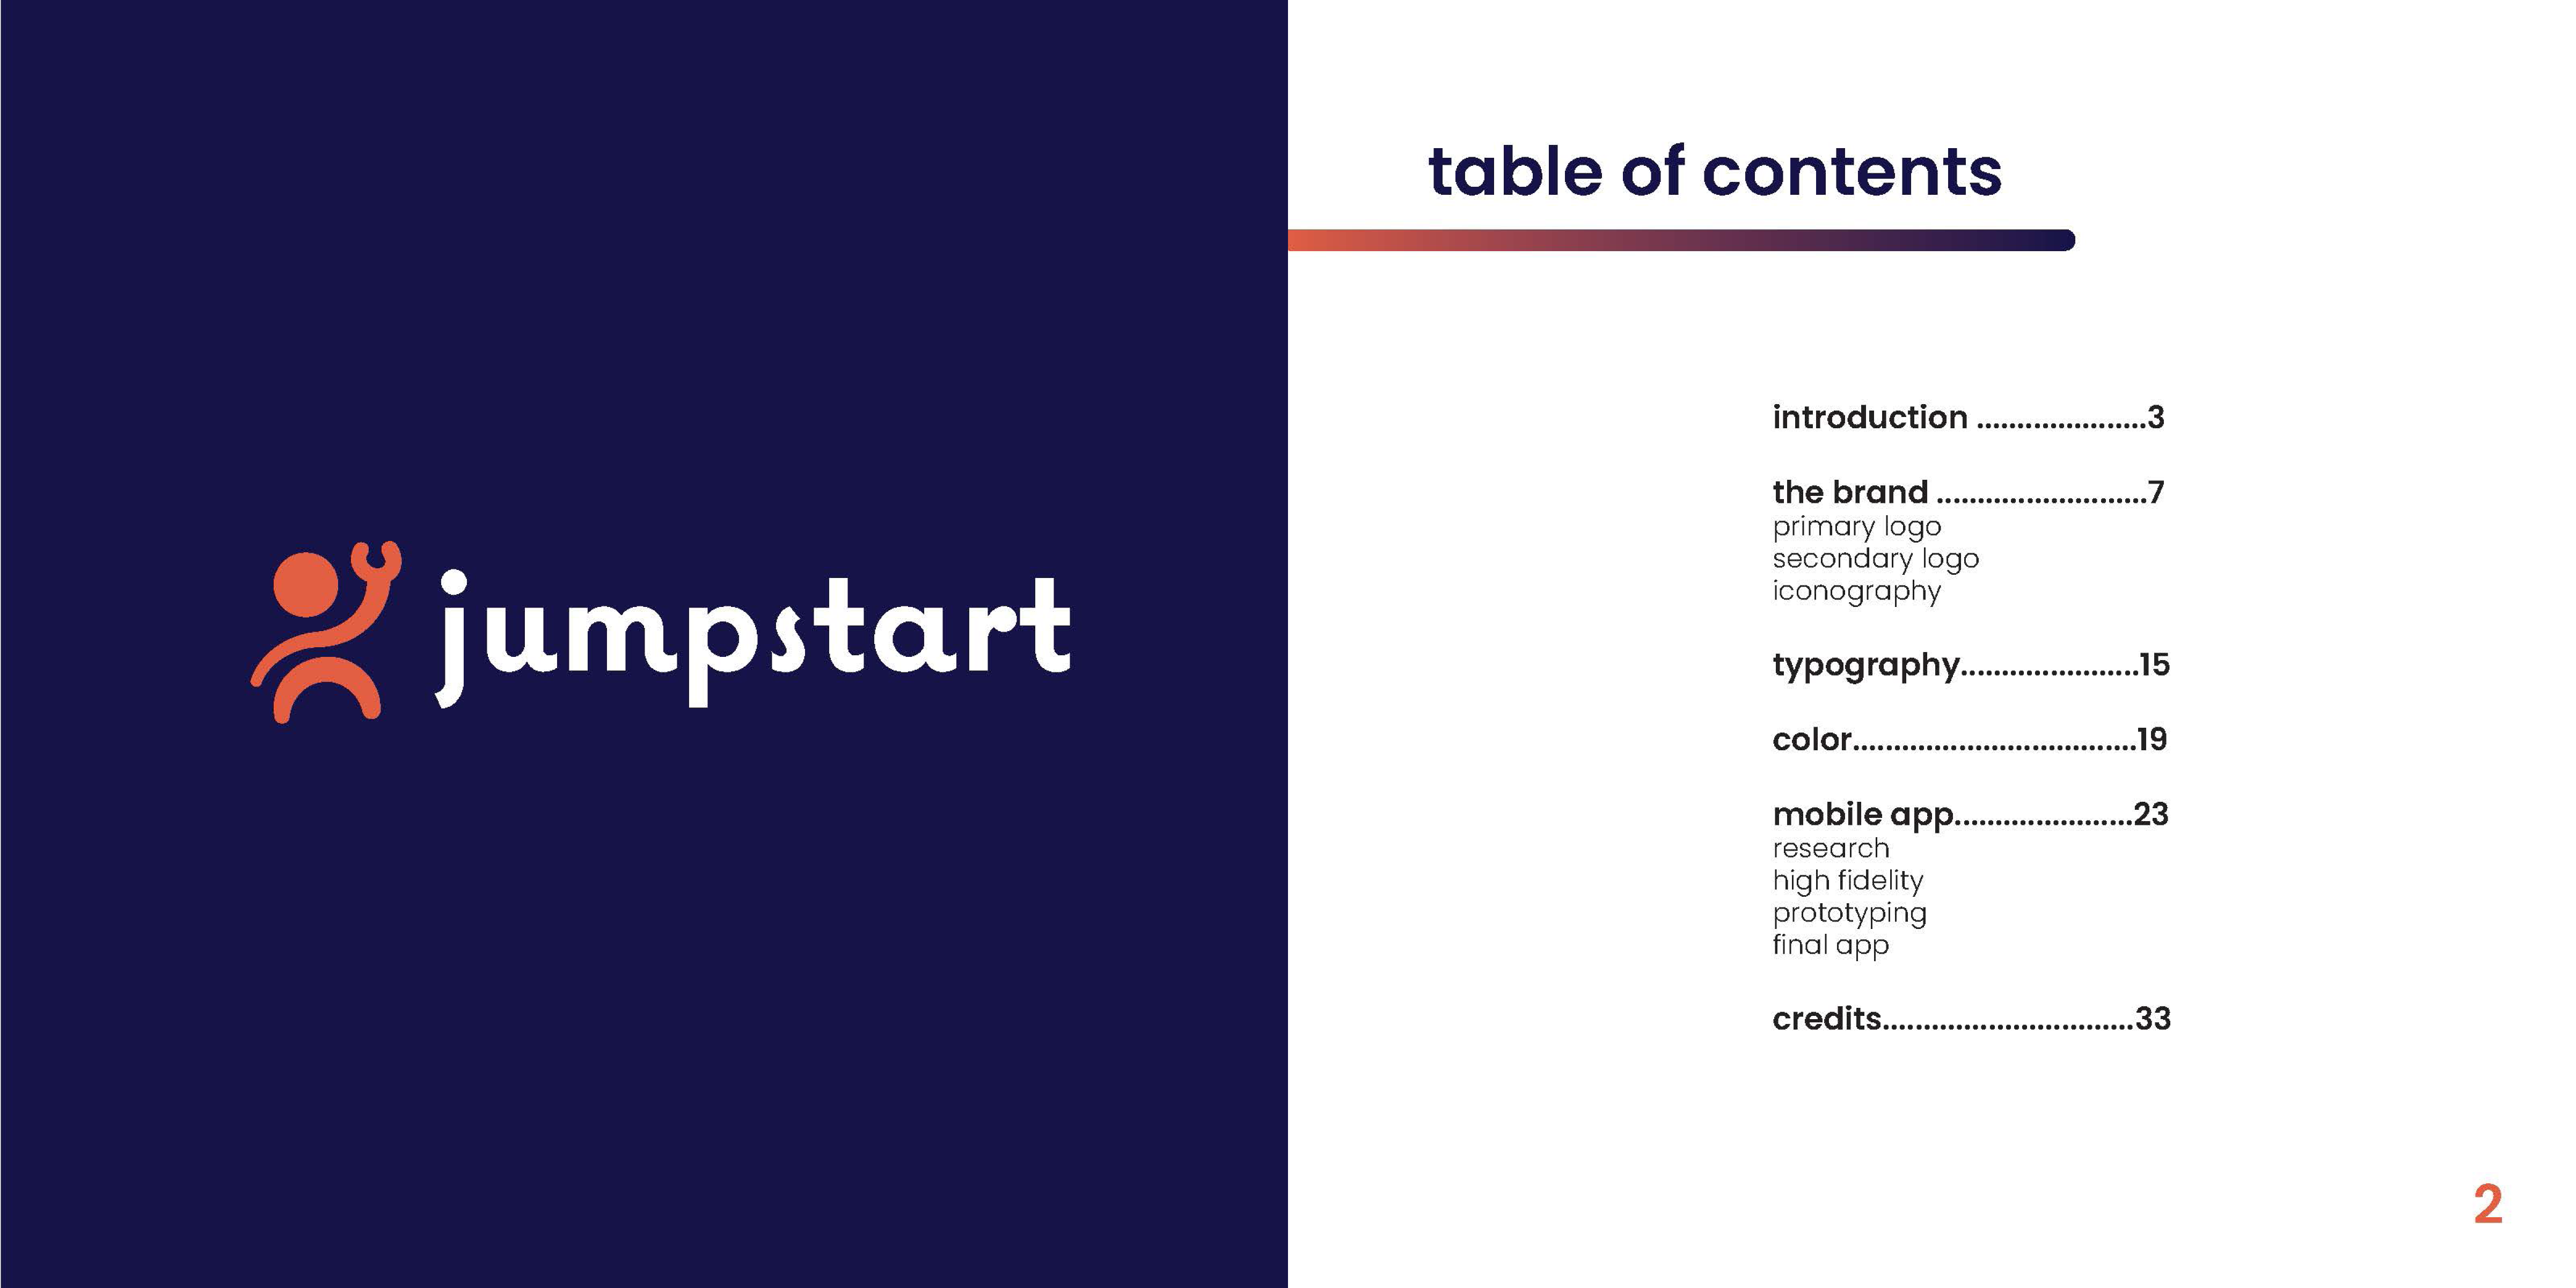 jumpstart
table of contents
introduction .....................3
the brand ..........................7
primary logo
secondary logo
iconography
typography......................15
color...................................19
mobile app......................23
research
high fidelity
prototyping
final app
credits...............................33
2